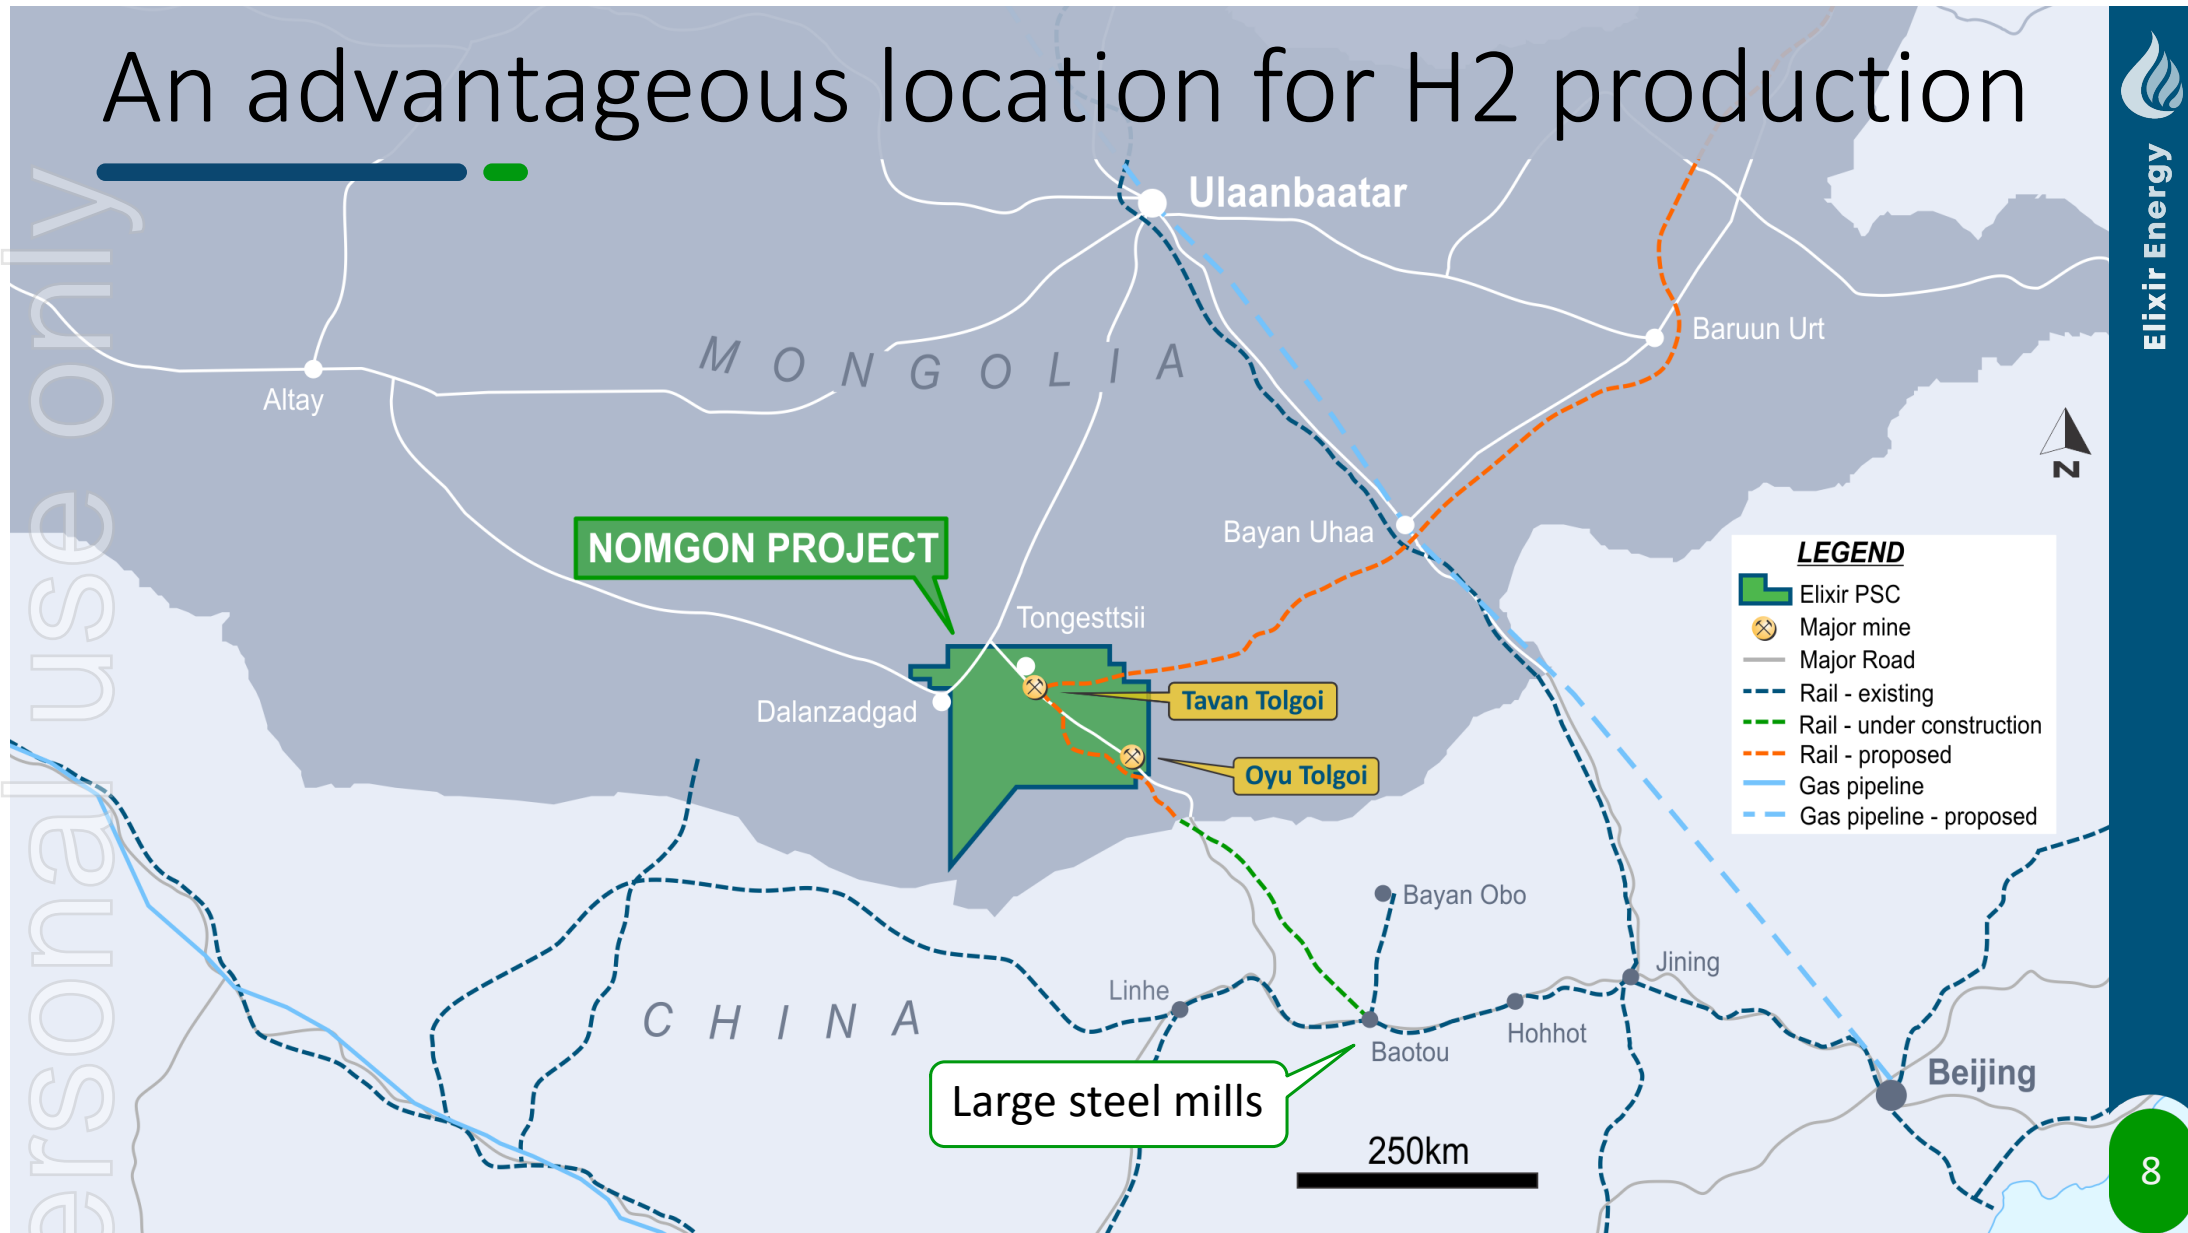 An advantageous location for H2 production
Elixir Energy
ersonal use only
Ulaanbaatar
Baruun Urt
MONGOLIA
Altay
N
Bayan Uhaa
NOMGON PROJECT
Tongesttsii
Dalanzadgad
Tavan Tolgoi
Oyu Tolgoi
LEGEND
Elixir PSC
Major mine
Major Road
Rail - existing
Rail - under construction
Rail - proposed
Gas pipeline
Gas pipeline - proposed
Bayan Obo
Jining
Linhe
CHINA
Hohhot
Baotou
Beijing
Large steel mills
250km
8